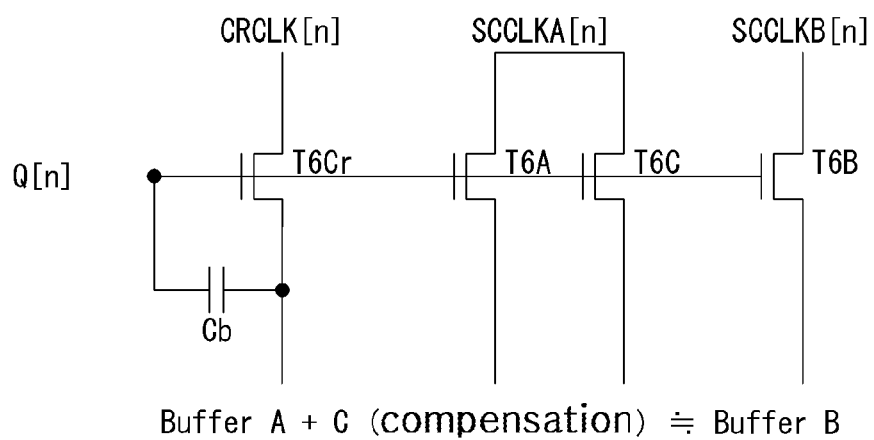 CRCLK[n] SCCLKA[n] SCCLKB[n]
Q[n] T6Cr T6A T6C T6B
Cb
Buffer A + C (compensation) ≒ Buffer B